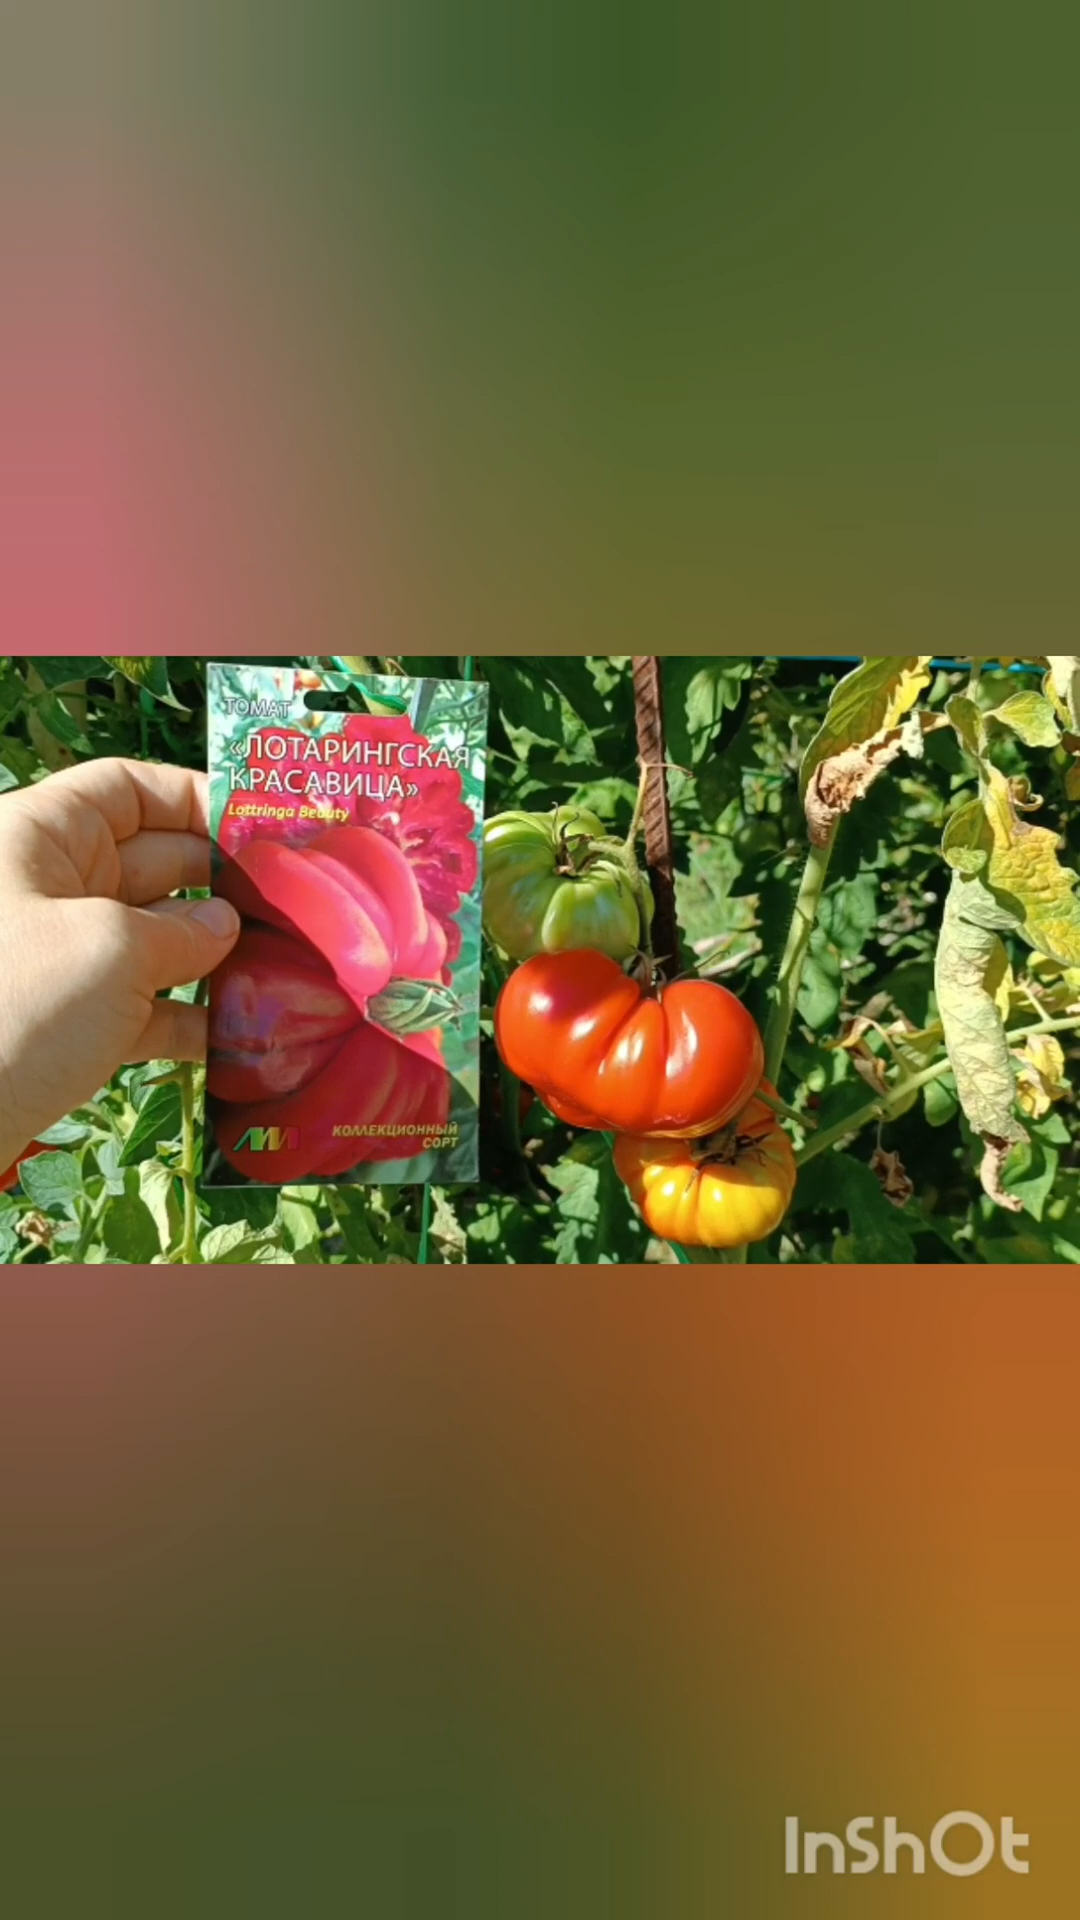 ТОМАТ
«ЛОТАРИНГСКАЯ
КРАСАВИЦА»
Lottringa Beauty
КОЛЛЕКЦИОННЫЙ
СОРТ
InShOt